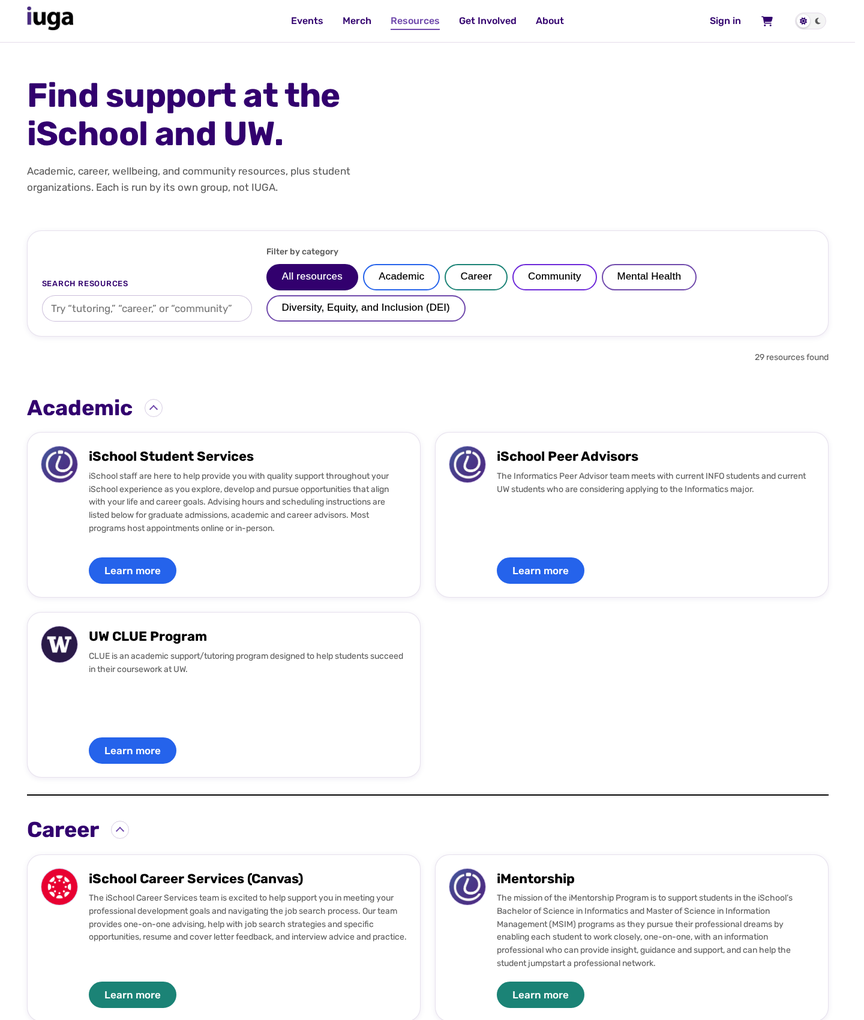 iuga
Events
Merch
Resources
Get Involved
About
Sign in
Find support at the
iSchool and UW.
Academic, career, wellbeing, and community resources, plus student
organizations. Each is run by its own group, not IUGA.
SEARCH RESOURCES
Try “tutoring,” “career,” or “community”
Filter by category
All resources
Academic
Career
Community
Mental Health
Diversity, Equity, and Inclusion (DEI)
29 resources found
Academic
iSchool Student Services
iSchool staff are here to help provide you with quality support throughout your
iSchool experience as you explore, develop and pursue opportunities that align
with your life and career goals. Advising hours and scheduling instructions are
listed below for graduate admissions, academic and career advisors. Most
programs host appointments online or in-person.
Learn more
iSchool Peer Advisors
The Informatics Peer Advisor team meets with current INFO students and current
UW students who are considering applying to the Informatics major.
Learn more
W
UW CLUE Program
CLUE is an academic support/tutoring program designed to help students succeed
in their coursework at UW.
Learn more
Career
iSchool Career Services (Canvas)
The iSchool Career Services team is excited to help support you in meeting your
professional development goals and navigating the job search process. Our team
provides one-on-one advising, help with job search strategies and specific
opportunities, resume and cover letter feedback, and interview advice and practice.
Learn more
iMentorship
The mission of the iMentorship Program is to support students in the iSchool's
Bachelor of Science in Informatics and Master of Science in Information
Management (MSIM) programs as they pursue their professional dreams by
enabling each student to work closely, one-on-one, with an information
professional who can provide insight, guidance and support, and can help the
student jumpstart a professional network.
Learn more